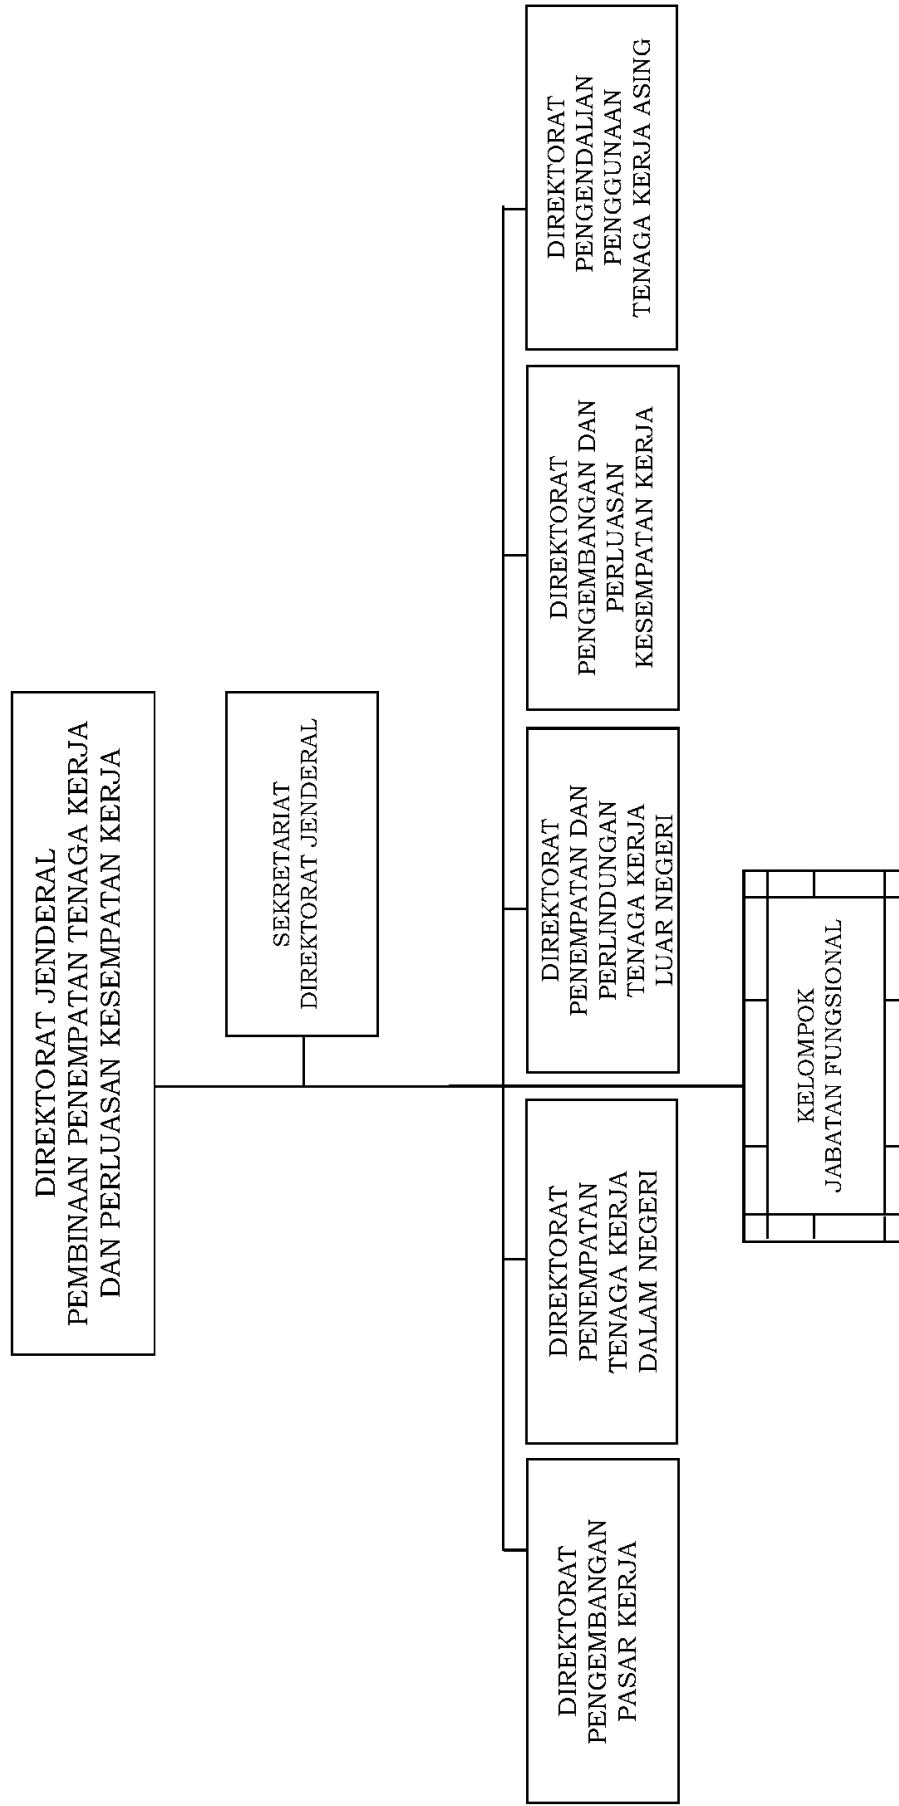 DIREKTORAT JENDERAL
PEMBINAAN PENEMPATAN TENAGA KERJA
DAN PERLUASAN KESEMPATAN KERJA
SEKRETARIAT
DIREKTORAT JENDERAL
DIREKTORAT
PENGEMBANGAN
PASAR KERJA
DIREKTORAT
PENEMPATAN
TENAGA KERJA
DALAM NEGERI
DIREKTORAT
PENEMPATAN DAN
PERLINDUNGAN
TENAGA KERJA
LUAR NEGERI
DIREKTORAT
PENGEMBANGAN DAN
PERLUASAN
KESEMPATAN KERJA
DIREKTORAT
PENGENDALIAN
PENGGUNAAN
TENAGA KERJA ASING
KELOMPOK
JABATAN FUNGSIONAL